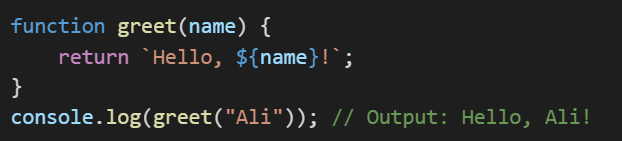 function greet(name) {
    return `Hello, ${name}!`;
}
console.log(greet("Ali")); // Output: Hello, Ali!